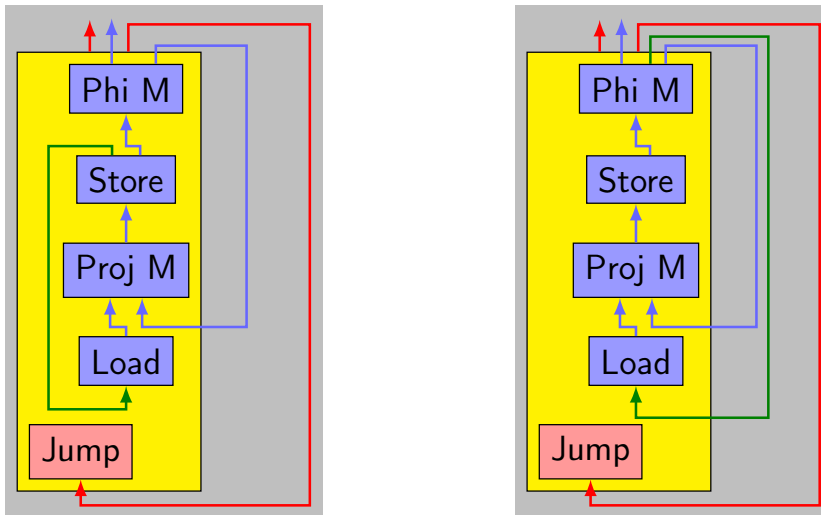 Phi M
Store
Proj M
Load
Jump
Phi M
Store
Proj M
Load
Jump